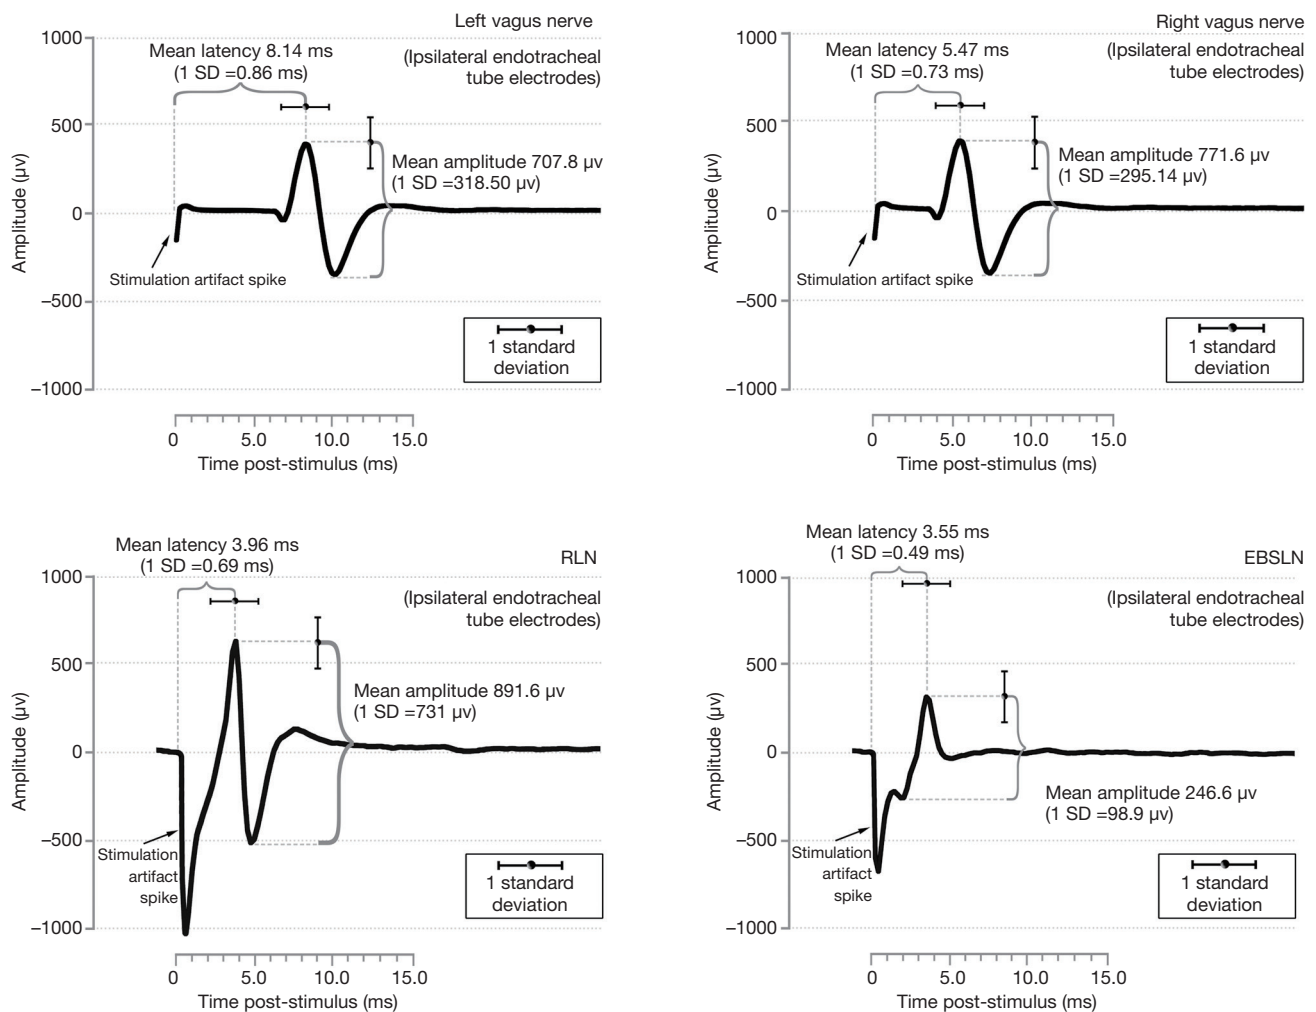 Left vagus nerve
Mean latency 8.14 ms
(1 SD =0.86 ms)
(Ipsilateral endotracheal
tube electrodes)
1000
500
0
−500
−1000
Amplitude (μv)
Mean amplitude 707.8 μv
(1 SD =318.50 μv)
Stimulation artifact spike
1 standard
deviation
0 5.0 10.0 15.0
Time post-stimulus (ms)
Right vagus nerve
Mean latency 5.47 ms
(1 SD =0.73 ms)
(Ipsilateral endotracheal
tube electrodes)
1000
500
0
−500
−1000
Amplitude (μv)
Mean amplitude 771.6 μv
(1 SD =295.14 μv)
Stimulation artifact spike
1 standard
deviation
0 5.0 10.0 15.0
Time post-stimulus (ms)
Mean latency 3.96 ms
(1 SD =0.69 ms)
RLN
(Ipsilateral endotracheal
tube electrodes)
1000
500
0
−500
−1000
Amplitude (μv)
Mean amplitude 891.6 μv
(1 SD =731 μv)
Stimulation
artifact
spike
1 standard
deviation
0 5.0 10.0 15.0
Time post-stimulus (ms)
Mean latency 3.55 ms
(1 SD =0.49 ms)
EBSLN
(Ipsilateral endotracheal
tube electrodes)
1000
500
0
−500
−1000
Amplitude (μv)
Mean amplitude 246.6 μv
(1 SD =98.9 μv)
Stimulation
artifact
spike
1 standard
deviation
0 5.0 10.0 15.0
Time post-stimulus (ms)